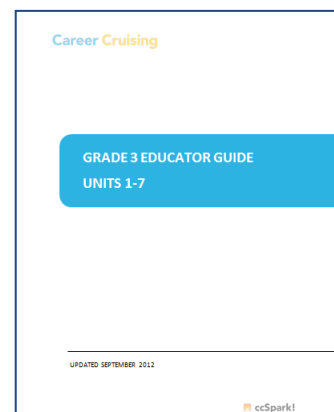 Career Cruising
GRADE 3 EDUCATOR GUIDE
UNITS 1-7
UPDATED SEPTEMBER 2012
ccSpark!